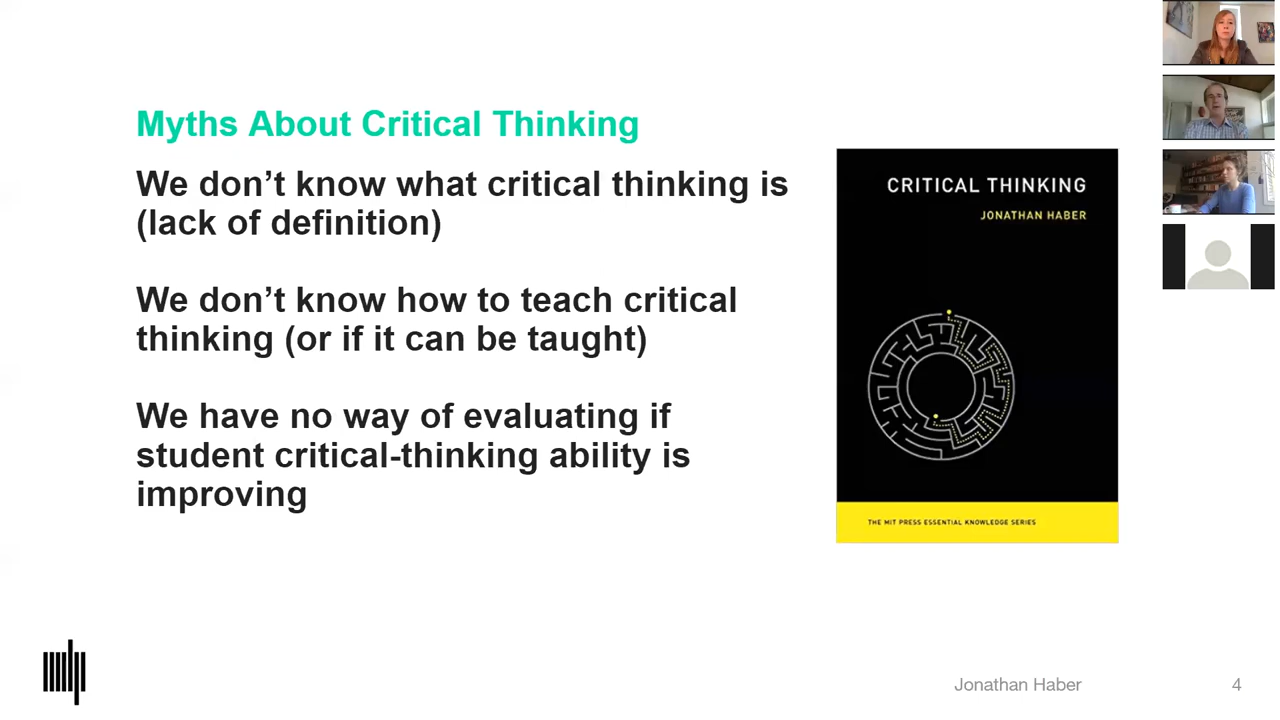 Myths About Critical Thinking
We don’t know what critical thinking is
(lack of definition)
We don’t know how to teach critical
thinking (or if it can be taught)
We have no way of evaluating if
student critical-thinking ability is
improving
CRITICAL THINKING
JONATHAN HABER
THE MIT PRESS ESSENTIAL KNOWLEDGE SERIES
Jonathan Haber
4